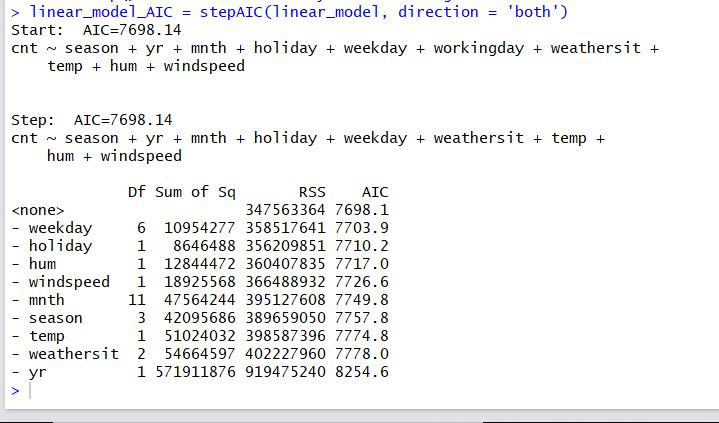 > linear_model_AIC = stepAIC(linear_model, direction = 'both')
Start:  AIC=7698.14
cnt ~ season + yr + mnth + holiday + weekday + workingday + weathersit +
    temp + hum + windspeed
Step:  AIC=7698.14
cnt ~ season + yr + mnth + holiday + weekday + weathersit + temp +
    hum + windspeed
             Df Sum of Sq       RSS    AIC
<none>                    347563364 7698.1
- weekday     6  10954277 358517641 7703.9
- holiday     1   8646488 356209851 7710.2
- hum         1  12844472 360407835 7717.0
- windspeed   1  18925568 366488932 7726.6
- mnth       11  47564244 395127608 7749.8
- season      3  42095686 389659050 7757.8
- temp        1  51024032 398587396 7774.8
- weathersit  2  54664597 402227960 7778.0
- yr          1 571911876 919475240 8254.6
>